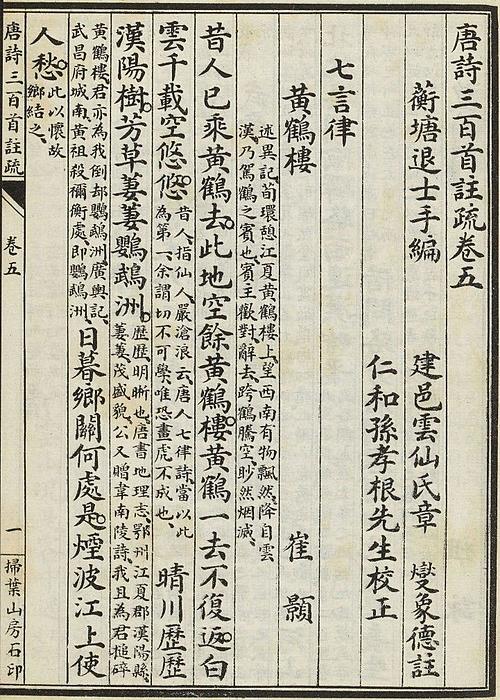 唐詩三百首註疏卷五
蘅塘退士手編　建邑雲仙氏章　燮象德註
仁和孫孝根先生校正
七言律
黃鶴樓　崔　顥
述異記荀環憩江夏黃鶴樓上望西南有物飄然降自雲
漢乃駕鶴之賓也賓主歡對辭去跨鶴騰空眇然烟滅
昔人已乘黃鶴去此地空餘黃鶴樓黃鶴一去不復返白
雲千載空悠悠
昔人指仙人嚴滄浪云唐人七律詩當以此
為第一余謂切不可學唯恐畫虎不成也
晴川歷歷
漢陽樹芳草萋萋鸚鵡洲
歷歷明晰也唐書地理志鄂州江夏郡漢陽縣
萋萋茂盛貌公又贈韋南陵詩我且為君槌碎
黃鶴樓君亦為我倒却鸚鵡洲廣輿記
武昌府城南黃祖殺禰衡處即鸚鵡洲
日暮鄉關何處是煙波江上使
人愁
此以懷故
鄉結之
唐詩三百首註疏
卷五
一
掃葉山房石印